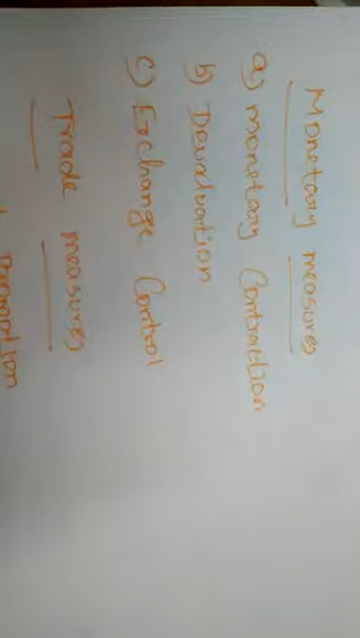 Monetary measures
a) monetary Contraction
b) Devaluation
c) Exchange Control
Trade measures